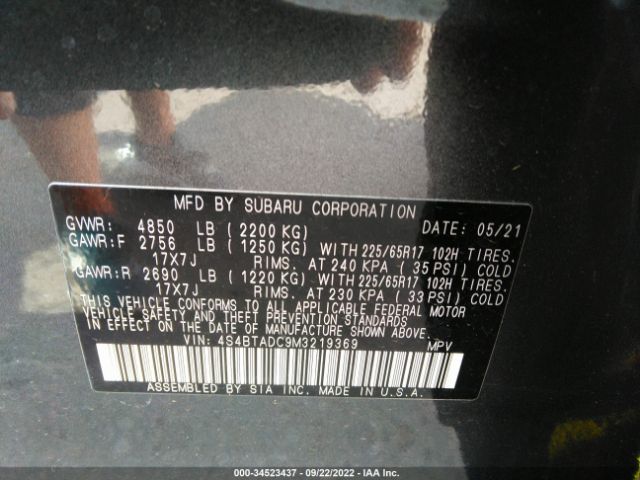 MFD BY SUBARU CORPORATION
GVWR: 4850 LB (2200 KG) DATE: 05/21
GAWR:F 2756 LB (1250 KG) WITH 225/65R17 102H TIRES.
17X7J RIMS. AT 240 KPA (35 PSI) COLD
GAWR:R 2690 LB (1220 KG) WITH 225/65R17 102H TIRES.
17X7J RIMS. AT 230 KPA (33 PSI) COLD
THIS VEHICLE CONFORMS TO ALL APPLICABLE FEDERAL MOTOR
VEHICLE SAFETY AND THEFT PREVENTION STANDARDS
IN EFFECT ON THE DATE OF MANUFACTURE SHOWN ABOVE.
VIN: 4S4BTADC9M3219369 MPV
ASSEMBLED BY SIA INC. MADE IN U.S.A.
000-34523437 - 09/22/2022 - IAA Inc.